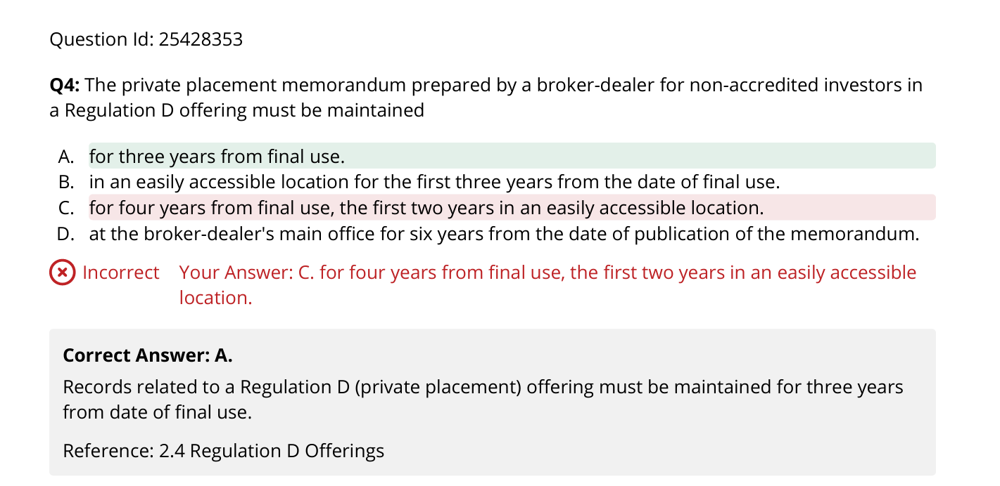 Question Id: 25428353
Q4: The private placement memorandum prepared by a broker-dealer for non-accredited investors in
a Regulation D offering must be maintained
A. for three years from final use.
B. in an easily accessible location for the first three years from the date of final use.
C. for four years from final use, the first two years in an easily accessible location.
D. at the broker-dealer's main office for six years from the date of publication of the memorandum.
Incorrect Your Answer: C. for four years from final use, the first two years in an easily accessible
location.
Correct Answer: A.
Records related to a Regulation D (private placement) offering must be maintained for three years
from date of final use.
Reference: 2.4 Regulation D Offerings